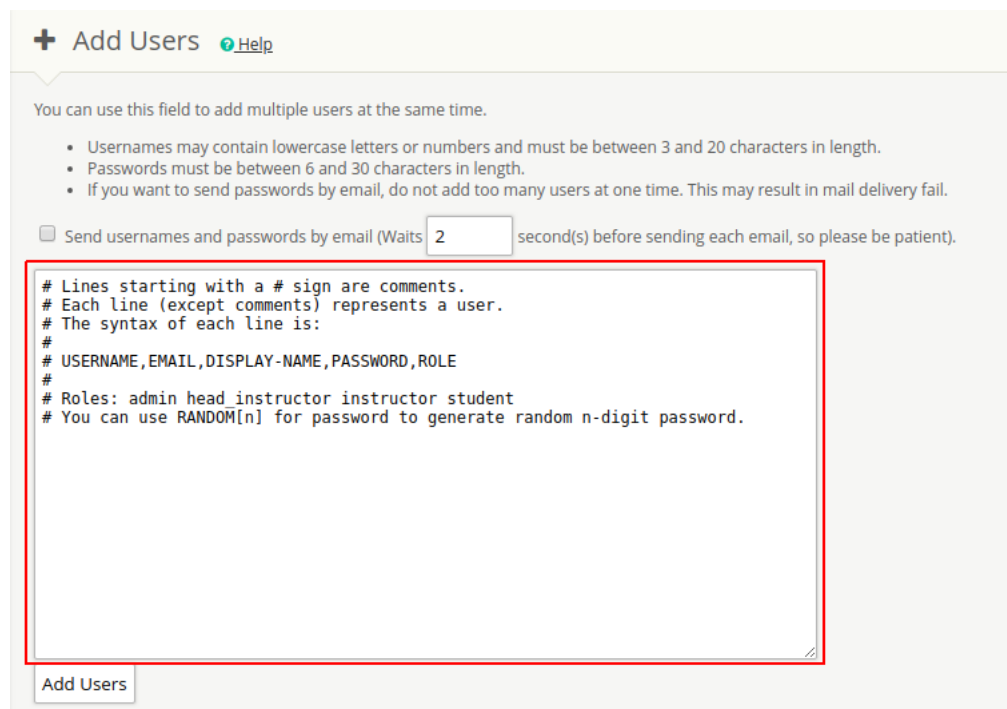 Add Users Help
You can use this field to add multiple users at the same time.
Usernames may contain lowercase letters or numbers and must be between 3 and 20 characters in length.
Passwords must be between 6 and 30 characters in length.
If you want to send passwords by email, do not add too many users at one time. This may result in mail delivery fail.
Send usernames and passwords by email (Waits 2 second(s) before sending each email, so please be patient).
# Lines starting with a # sign are comments.
# Each line (except comments) represents a user.
# The syntax of each line is:
#
# USERNAME,EMAIL,DISPLAY-NAME,PASSWORD,ROLE
#
# Roles: admin head_instructor instructor student
# You can use RANDOM[n] for password to generate random n-digit password.
Add Users